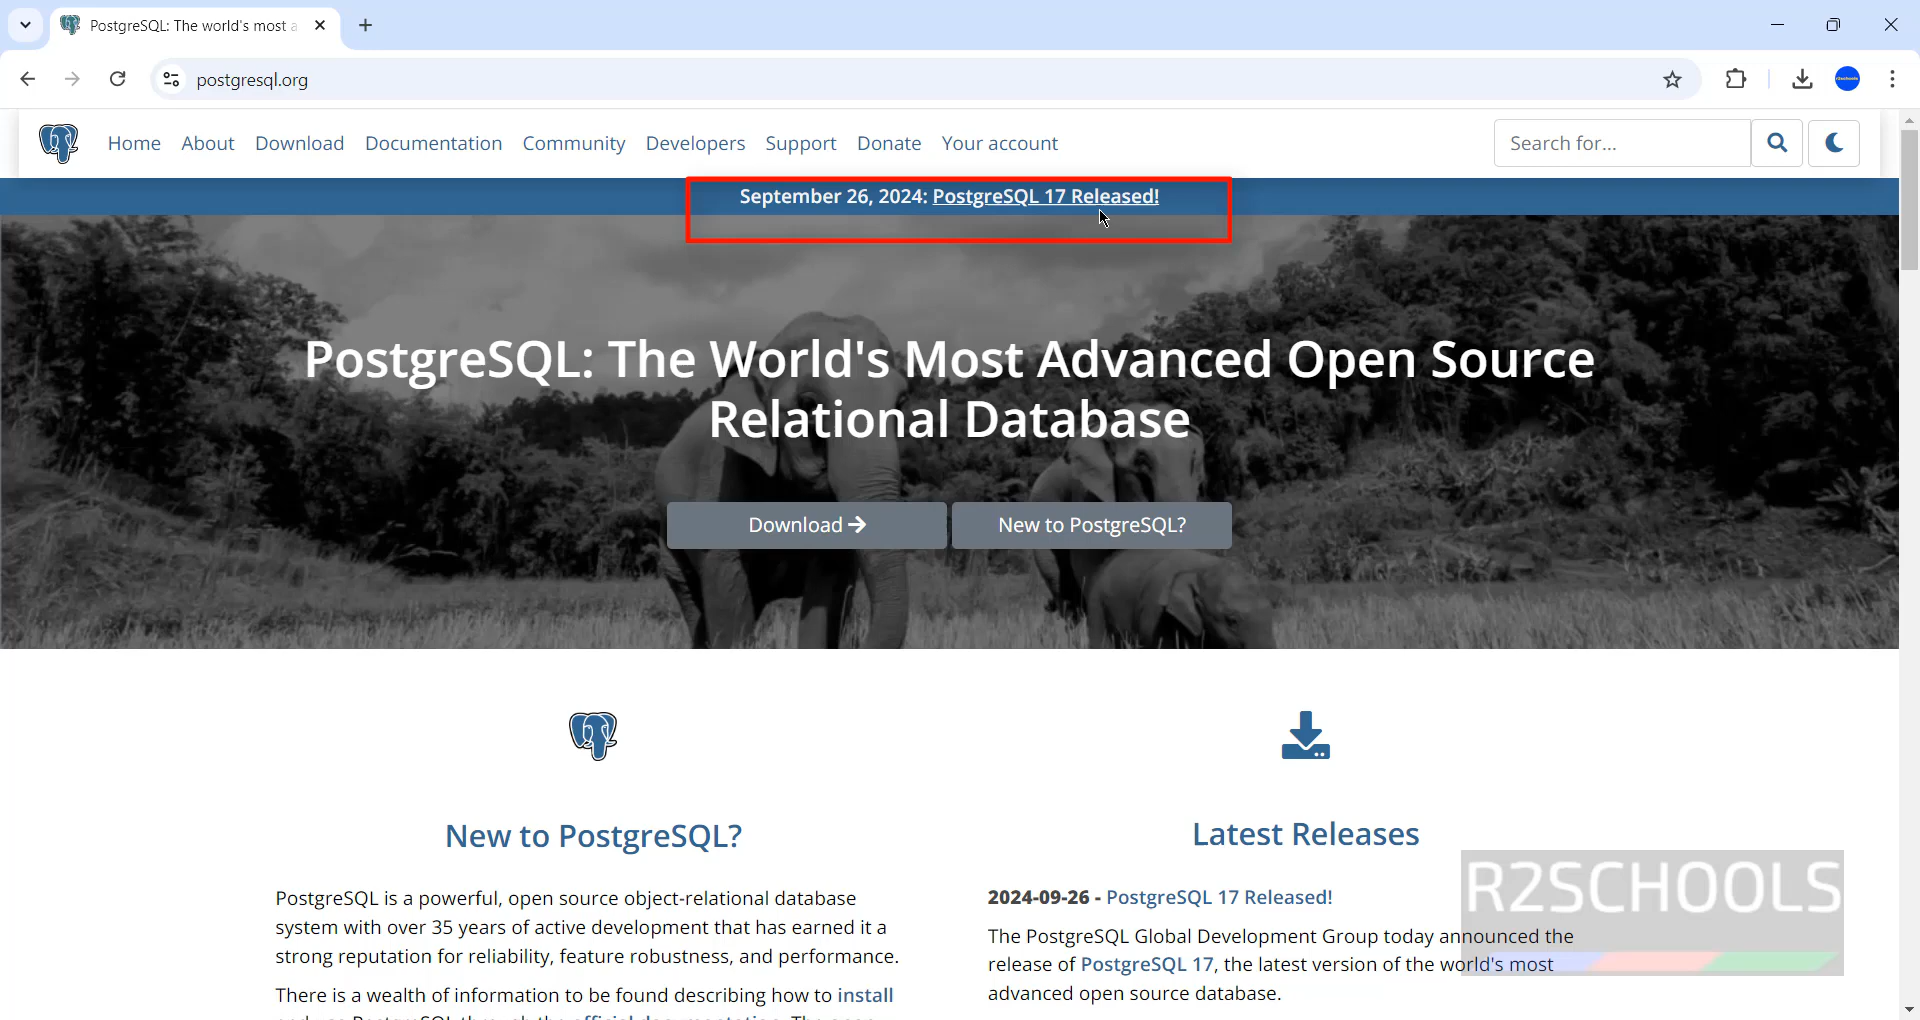 PostgreSQL: The world's most a
postgresql.org
Home About Download Documentation Community Developers Support Donate Your account
Search for...
September 26, 2024: PostgreSQL 17 Released!
PostgreSQL: The World's Most Advanced Open Source
Relational Database
Download
New to PostgreSQL?
New to PostgreSQL?
PostgreSQL is a powerful, open source object-relational database
system with over 35 years of active development that has earned it a
strong reputation for reliability, feature robustness, and performance.
There is a wealth of information to be found describing how to install
Latest Releases
2024-09-26 - PostgreSQL 17 Released!
The PostgreSQL Global Development Group today announced the
release of PostgreSQL 17, the latest version of the world's most
advanced open source database.
R2SCHOOLS